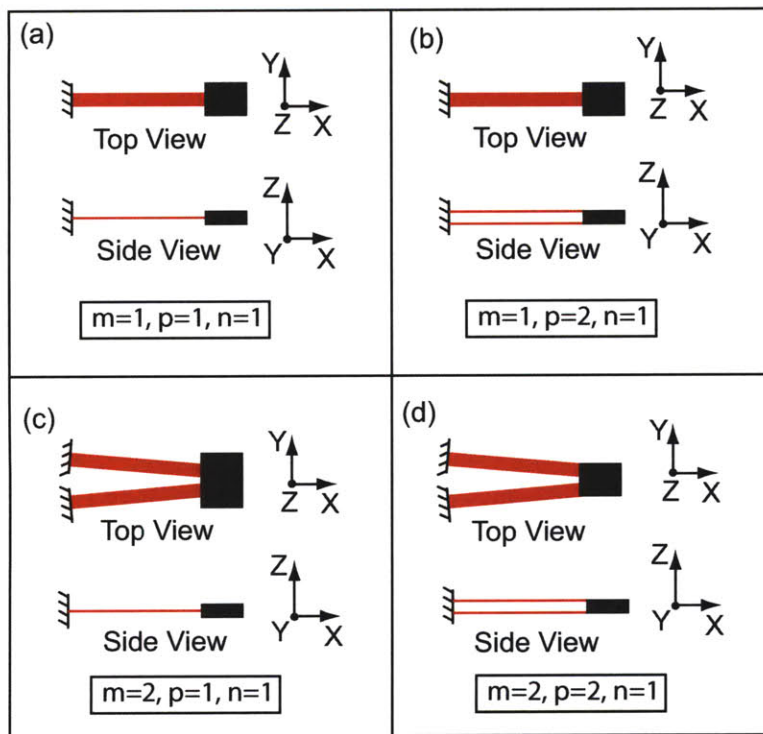 (a)
Y
Z X
Top View
Z
Y X
Side View
m=1, p=1, n=1
(b)
Y
Z X
Top View
Z
Y X
Side View
m=1, p=2, n=1
(c)
Y
Z X
Top View
Z
Y X
Side View
m=2, p=1, n=1
(d)
Y
Z X
Top View
Z
Y X
Side View
m=2, p=2, n=1